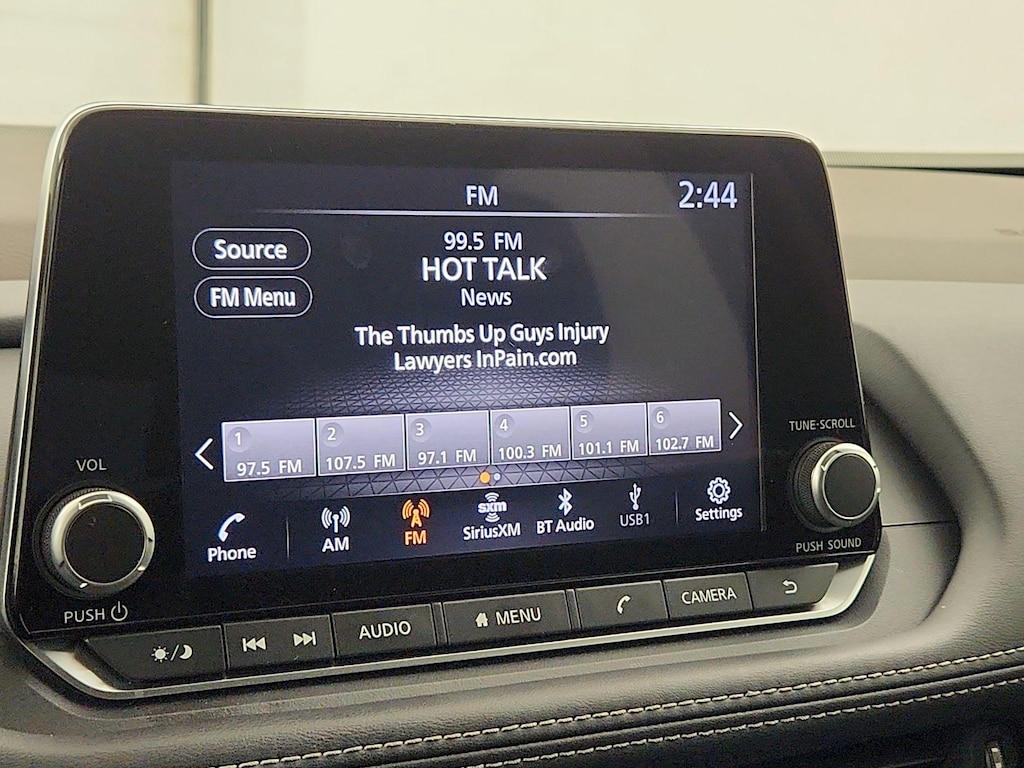 FM
2:44
Source
FM Menu
99.5 FM
HOT TALK
News
The Thumbs Up Guys Injury
Lawyers InPain.com
1 97.5 FM
2 107.5 FM
3 97.1 FM
4 100.3 FM
5 101.1 FM
6 102.7 FM
Phone
AM
FM
sxm
SiriusXM
BT Audio
USB1
Settings
VOL
PUSH
TUNE·SCROLL
PUSH SOUND
AUDIO
MENU
CAMERA